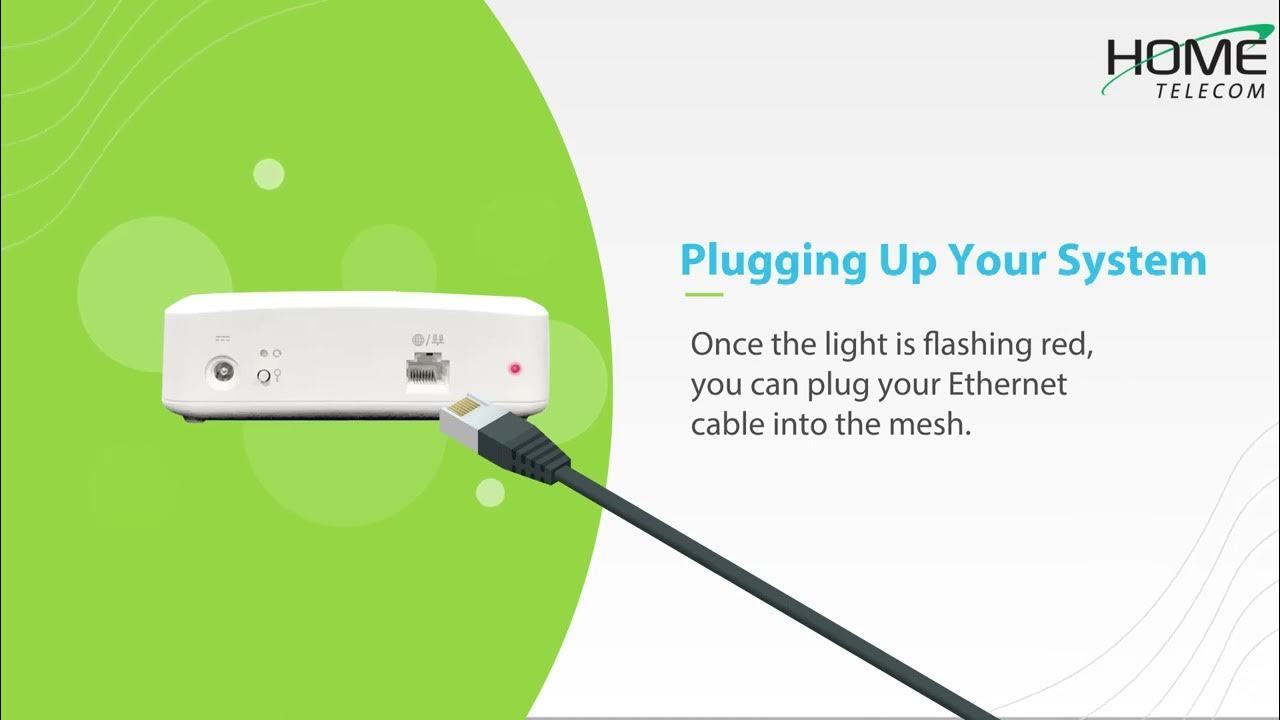 HOME
TELECOM
Plugging Up Your System
Once the light is flashing red,
you can plug your Ethernet
cable into the mesh.